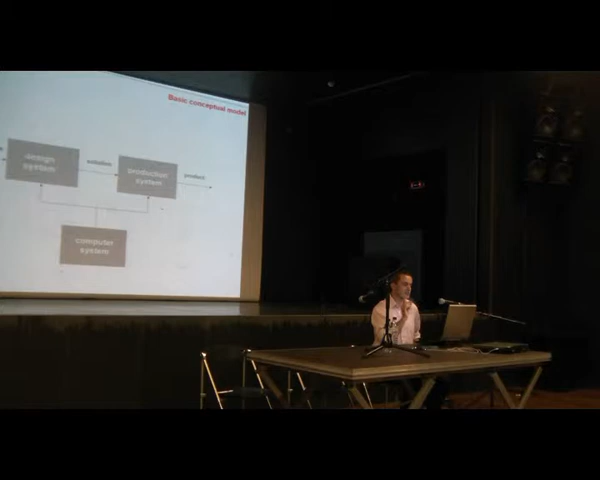 Basic conceptual model
design
system
solution
production
system
product
computer
system